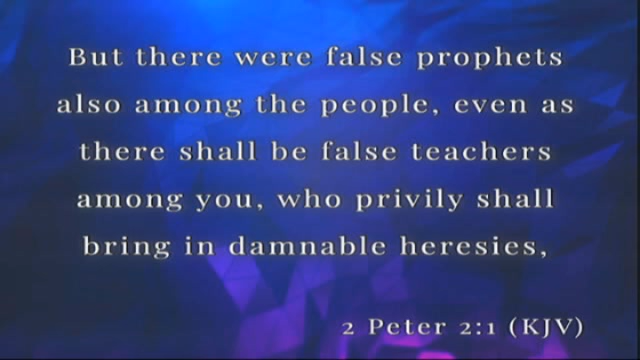 But there were false prophets
also among the people, even as
there shall be false teachers
among you, who privily shall
bring in damnable heresies,
2 Peter 2:1 (KJV)